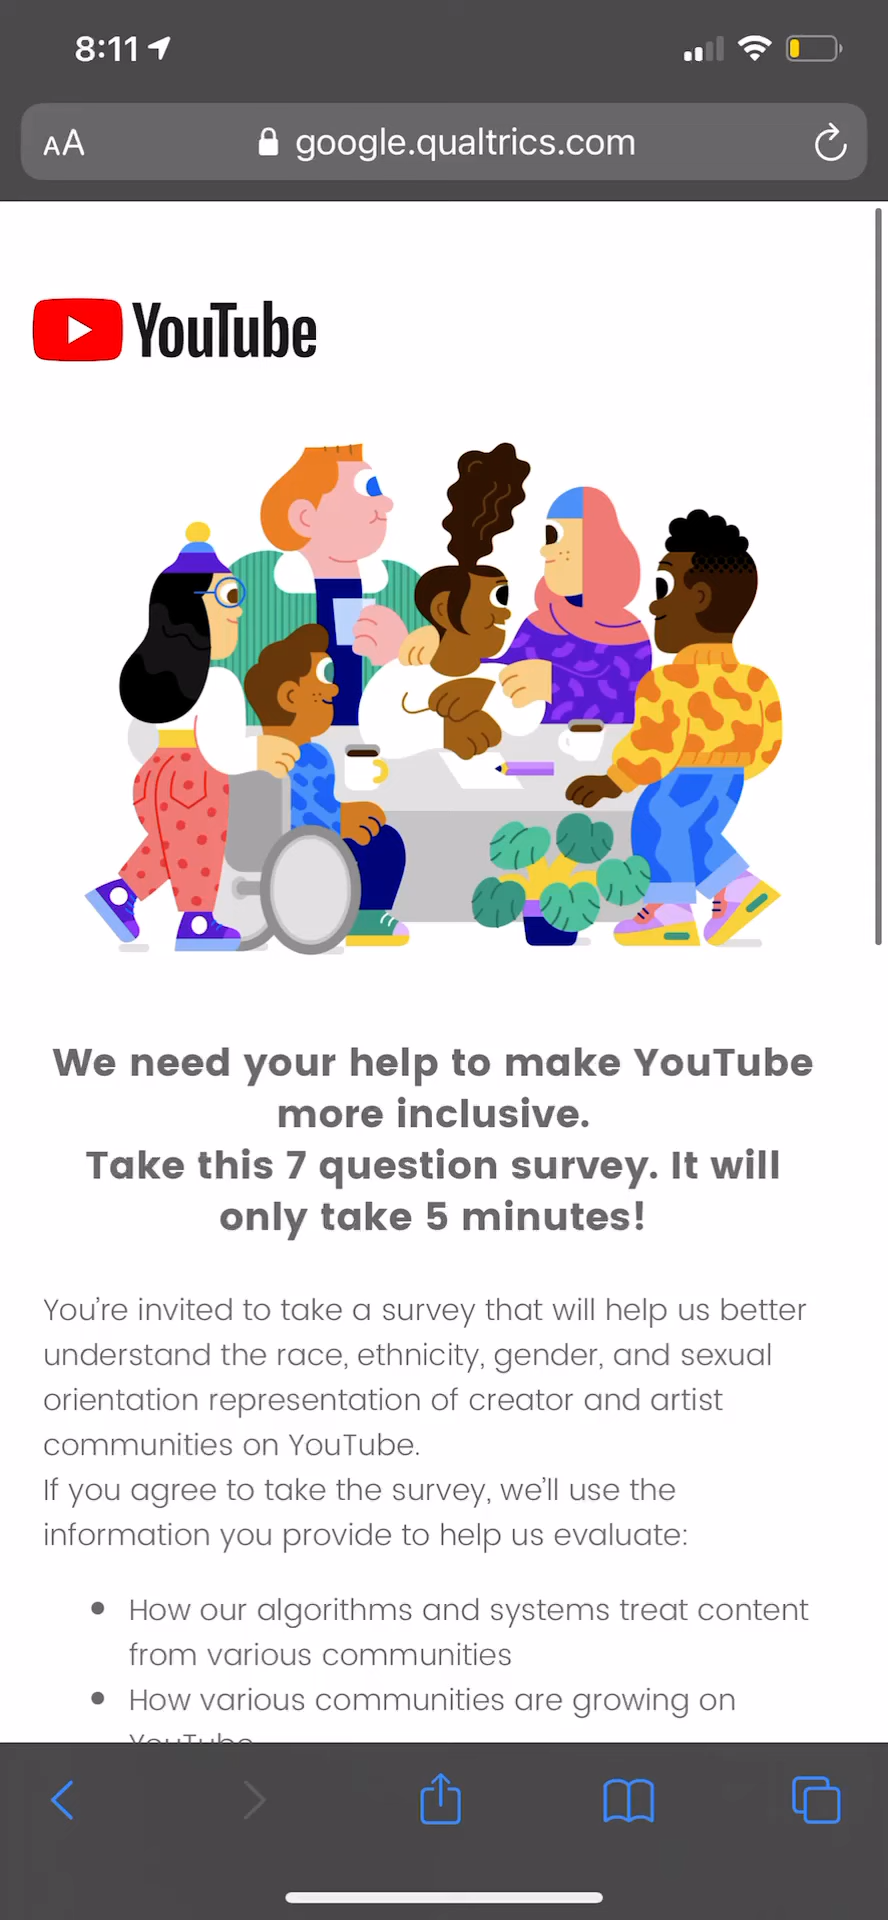 8:11
AA google.qualtrics.com
YouTube
We need your help to make YouTube
more inclusive.
Take this 7 question survey. It will
only take 5 minutes!
You're invited to take a survey that will help us better
understand the race, ethnicity, gender, and sexual
orientation representation of creator and artist
communities on YouTube.
If you agree to take the survey, we'll use the
information you provide to help us evaluate:
How our algorithms and systems treat content
from various communities
How various communities are growing on
YouTube